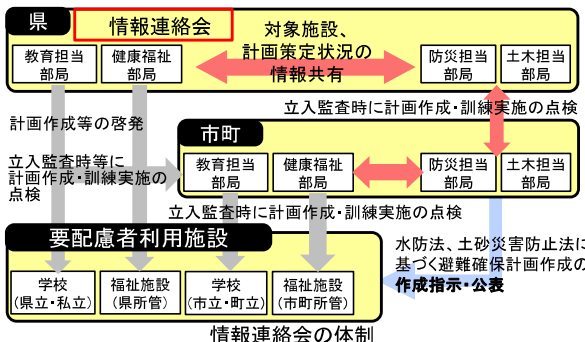 県
情報連絡会
対象施設、
計画策定状況の
情報共有
教育担当
部局
健康福祉
部局
防災担当
部局
土木担当
部局
計画作成等の啓発
立入監査時に計画作成・訓練実施の点検
市町
立入監査時等に
計画作成・訓練実施の
点検
教育担当
部局
健康福祉
部局
防災担当
部局
土木担当
部局
立入監査時に計画作成・訓練実施の点検
要配慮者利用施設
水防法、土砂災害防止法に
基づく避難確保計画作成の
作成指示・公表
学校
(県立・私立)
福祉施設
(県所管)
学校
(市立・町立)
福祉施設
(市町所管)
情報連絡会の体制